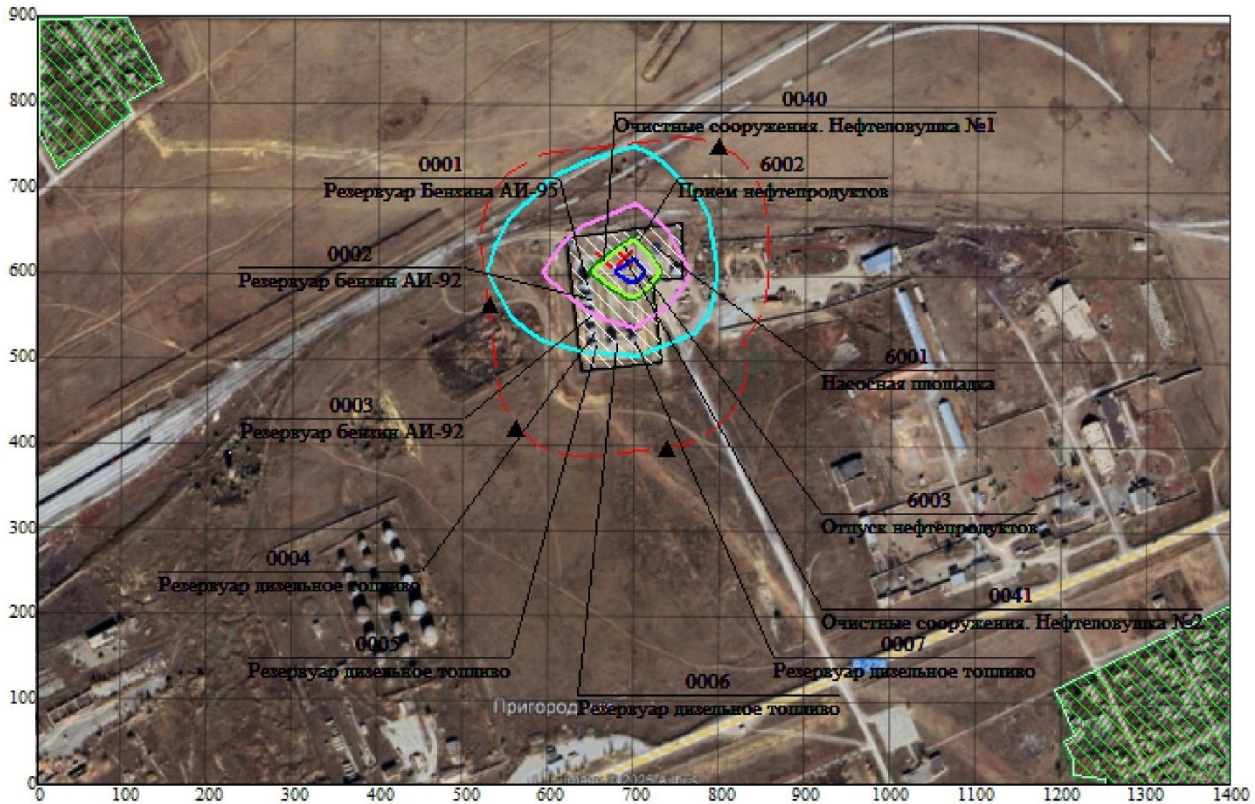 900
800
700
600
500
400
300
200
100
0
0040
Очистные сооружения. Нефтеловушка №1
0001
Резервуар Бензина АИ-95
6002
Прием нефтепродуктов
0002
Резервуар бензин АИ-92
6001
Насосная площадка
0003
Резервуар бензин АИ-92
6003
Отпуск нефтепродуктов
0004
Резервуар дизельное топливо
0041
Очистные сооружения. Нефтеловушка №2
0005
Резервуар дизельное топливо
0007
Резервуар дизельное топливо
0006
Резервуар дизельное топливо
Пригород
© 2025 Airbus
0 100 200 300 400 500 600 700 800 900 1000 1100 1200 1300 1400